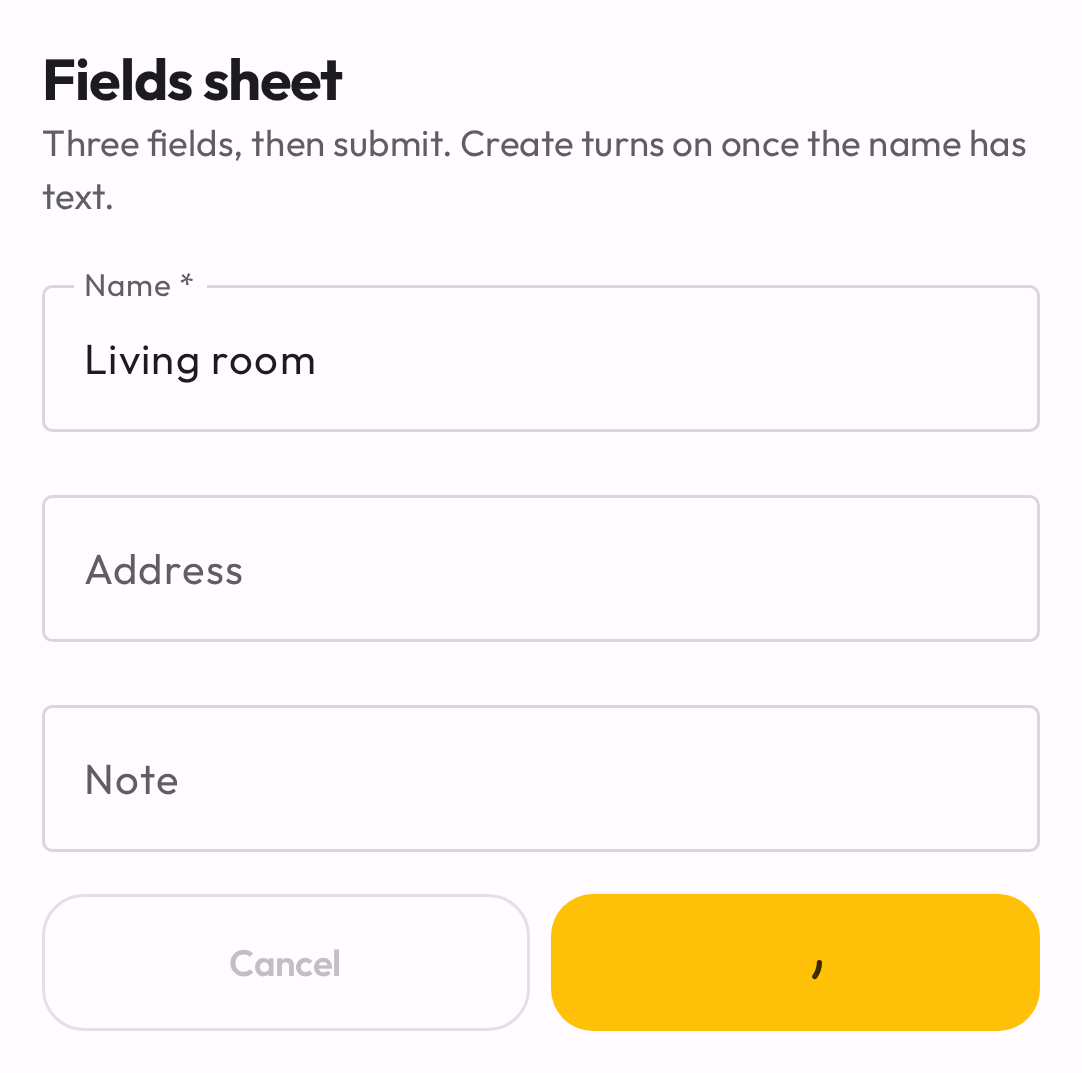 Fields sheet
Three fields, then submit. Create turns on once the name has
text.
Name *
Living room
Address
Note
Cancel